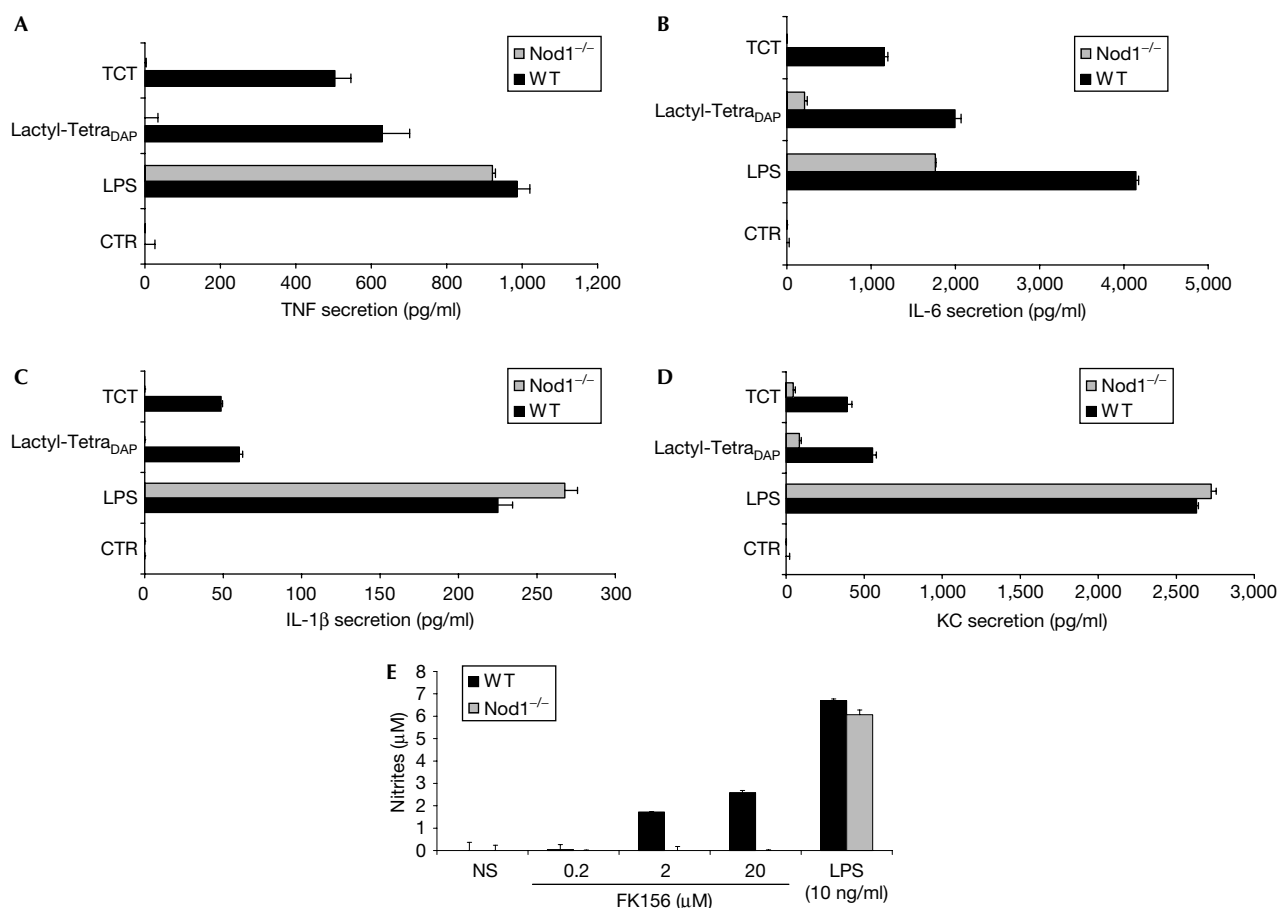 A
TCT
Lactyl-Tetra_DAP
LPS
CTR
Nod1⁻/⁻
WT
0 200 400 600 800 1,000 1,200
TNF secretion (pg/ml)
B
TCT
Lactyl-Tetra_DAP
LPS
CTR
Nod1⁻/⁻
WT
0 1,000 2,000 3,000 4,000 5,000
IL-6 secretion (pg/ml)
C
TCT
Lactyl-Tetra_DAP
LPS
CTR
Nod1⁻/⁻
WT
0 50 100 150 200 250 300
IL-1β secretion (pg/ml)
D
TCT
Lactyl-Tetra_DAP
LPS
CTR
Nod1⁻/⁻
WT
0 500 1,000 1,500 2,000 2,500 3,000
KC secretion (pg/ml)
E
WT
Nod1⁻/⁻
Nitrites (μM)
8
7
6
5
4
3
2
1
0
NS 0.2 2 20 LPS
FK156 (μM) (10 ng/ml)